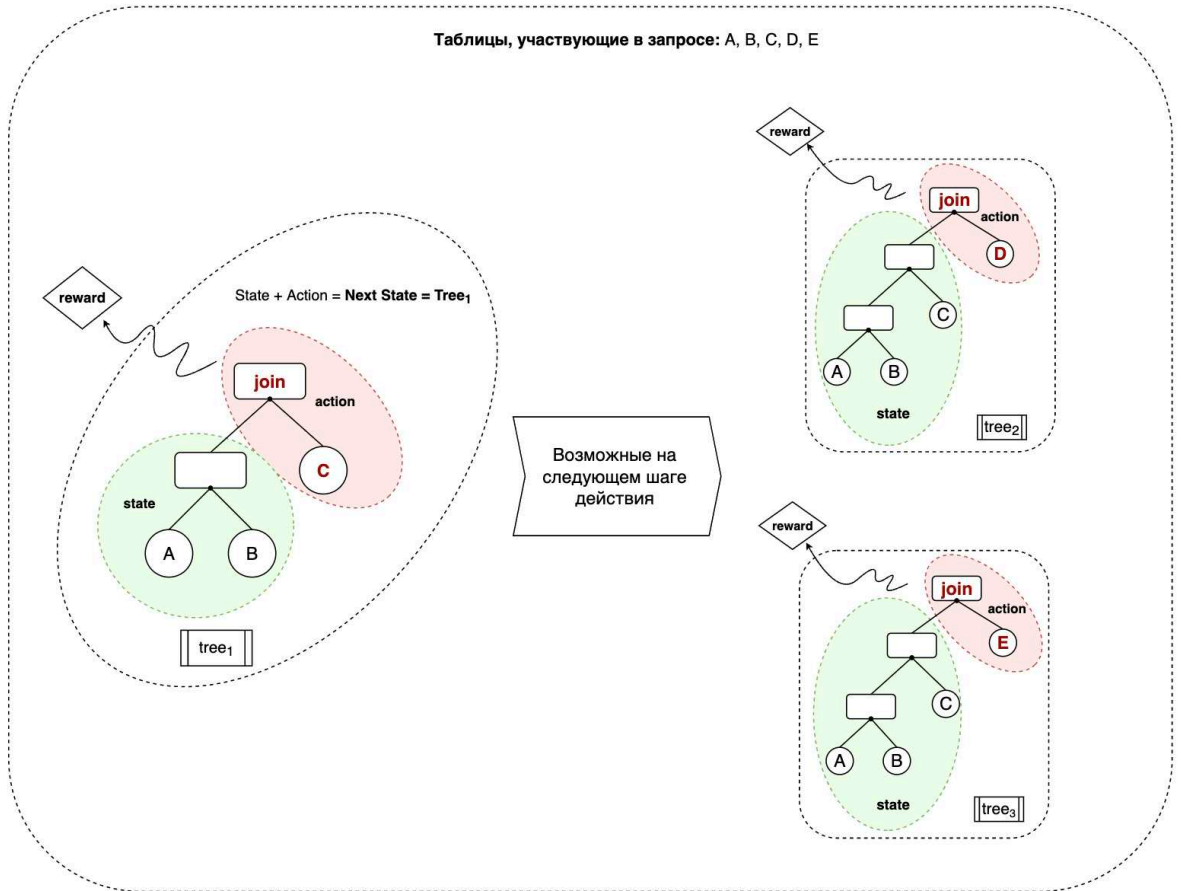 Таблицы, участвующие в запросе: A, B, C, D, E
reward
State + Action = Next State = Tree₁
join
action
C
state
A
B
tree₁
Возможные на
следующем шаге
действия
reward
join
action
D
C
A
B
state
tree₂
reward
join
action
E
C
A
B
state
tree₃